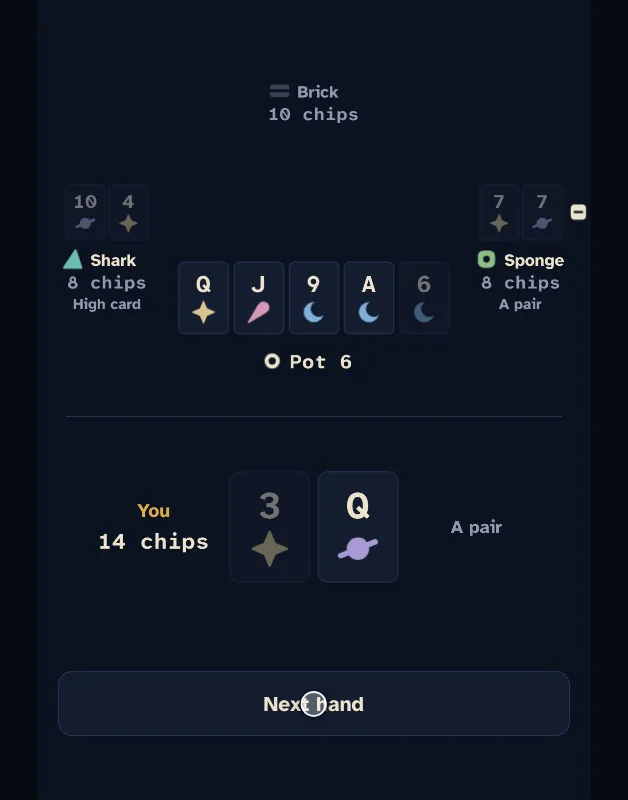 Brick
10 chips
10 4
7 7
Shark
8 chips
High card
Sponge
8 chips
A pair
Q J 9 A 6
Pot 6
You
14 chips
3 Q
A pair
Next hand